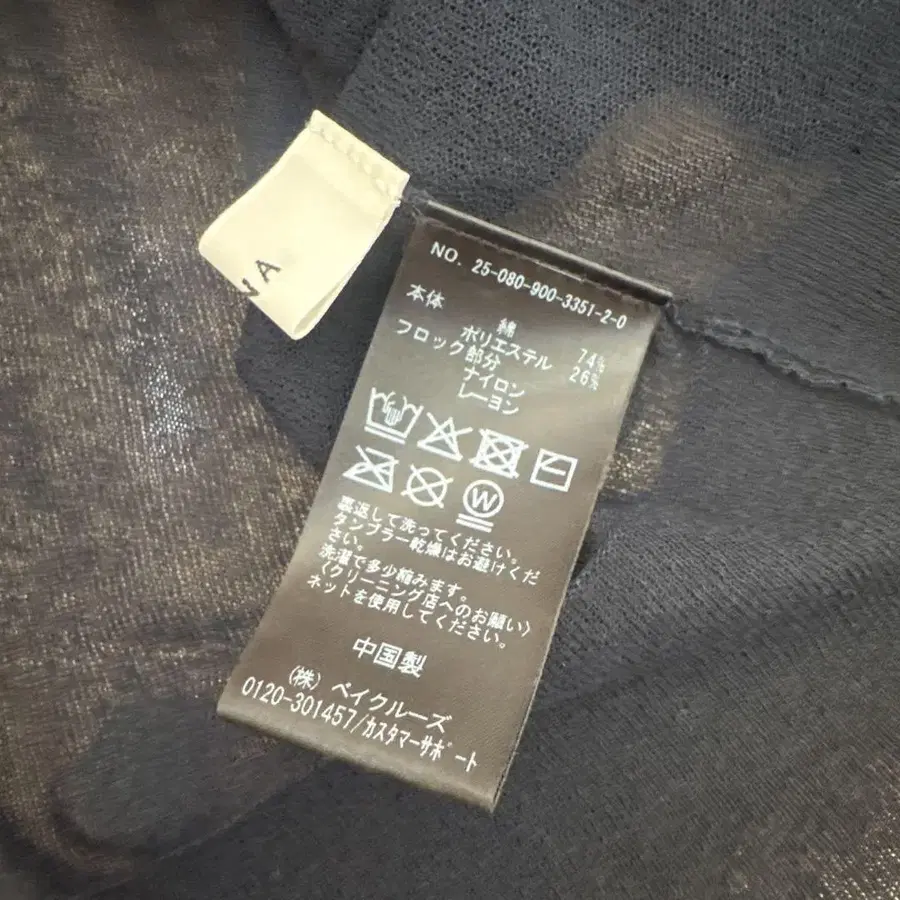 VA
NO. 25-080-900-3351-2-0
本体
綿 74%
ポリエステル 26%
フロック部分
ナイロン
レーヨン
W
裏返して洗ってください。
タンブラー乾燥はお避けくだ
さい。
洗濯で多少縮みます。
〈クリーニング店へのお願い〉
ネットを使用してください。
中国製
(株) ベイクルーズ
0120-301457/カスタマーサポート